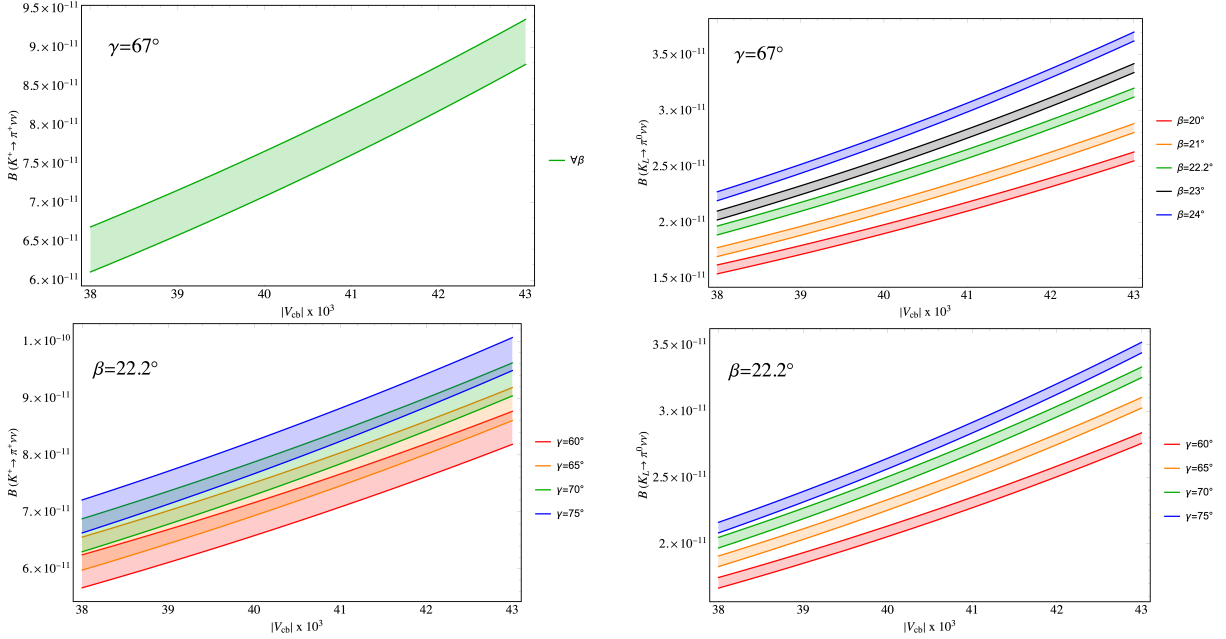 9.5×10⁻¹¹
9.×10⁻¹¹
8.5×10⁻¹¹
8.×10⁻¹¹
7.5×10⁻¹¹
7.×10⁻¹¹
6.5×10⁻¹¹
6.×10⁻¹¹
B (K⁺→ π⁺νν)
γ=67°
∀β
38 39 40 41 42 43
|V_cb| x 10³
3.5×10⁻¹¹
3.×10⁻¹¹
2.5×10⁻¹¹
2.×10⁻¹¹
1.5×10⁻¹¹
B (K_L→ π⁰νν)
γ=67°
β=20°
β=21°
β=22.2°
β=23°
β=24°
38 39 40 41 42 43
|V_cb| x 10³
1.×10⁻¹⁰
9.×10⁻¹¹
8.×10⁻¹¹
7.×10⁻¹¹
6.×10⁻¹¹
B (K⁺→ π⁺νν)
β=22.2°
γ=60°
γ=65°
γ=70°
γ=75°
38 39 40 41 42 43
|V_cb| x 10³
3.5×10⁻¹¹
3.×10⁻¹¹
2.5×10⁻¹¹
2.×10⁻¹¹
B (K_L→ π⁰νν)
β=22.2°
γ=60°
γ=65°
γ=70°
γ=75°
38 39 40 41 42 43
|V_cb| x 10³